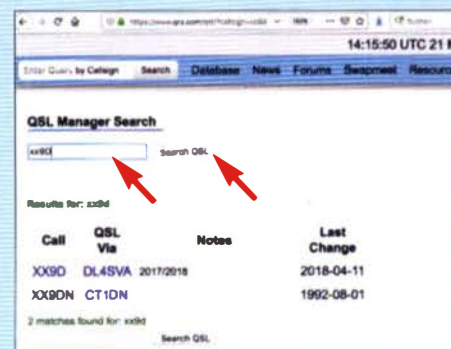 14:15:50 UTC 21
by Callsign Search Database News Forums Swapmeet
QSL Manager Search
xx9D Search QSL
Results for: xx9d
Call QSL Via Notes Last Change
XX9D DL4SVA 2017/2018 2018-04-11
XX9DN CT1DN 1992-08-01
2 matches found for: xx9d
Search QSL